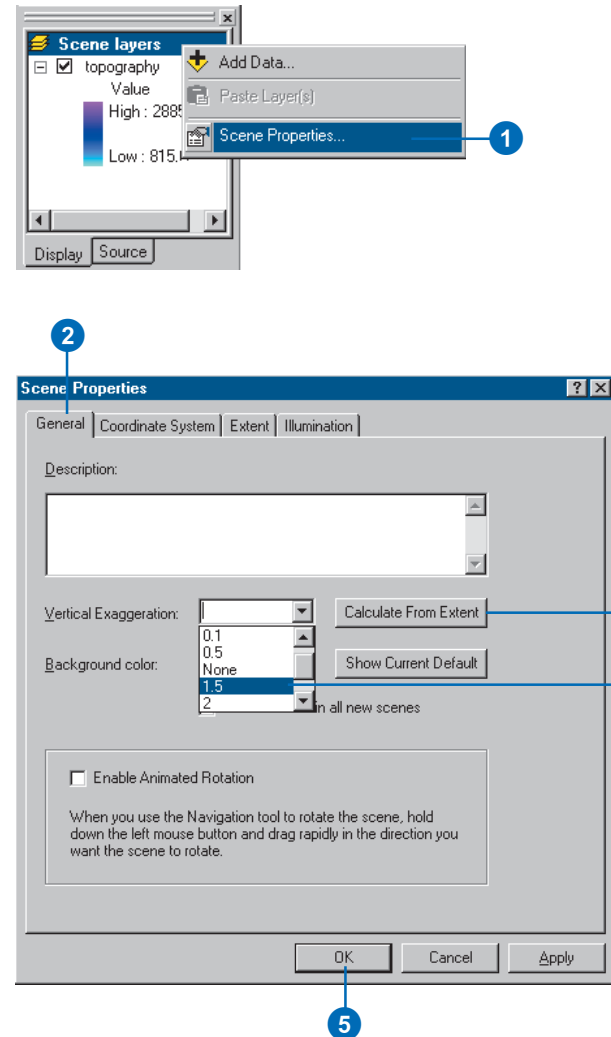 Scene layers
topography
Value
High : 2885
Low : 815.
Display Source
Add Data...
Paste Layer(s)
Scene Properties...
1
2
Scene Properties
General Coordinate System Extent Illumination
Description:
Vertical Exaggeration: Calculate From Extent
0.1
0.5
None
1.5
2
Background color: Show Current Default
in all new scenes
Enable Animated Rotation
When you use the Navigation tool to rotate the scene, hold
down the left mouse button and drag rapidly in the direction you
want the scene to rotate.
OK Cancel Apply
5